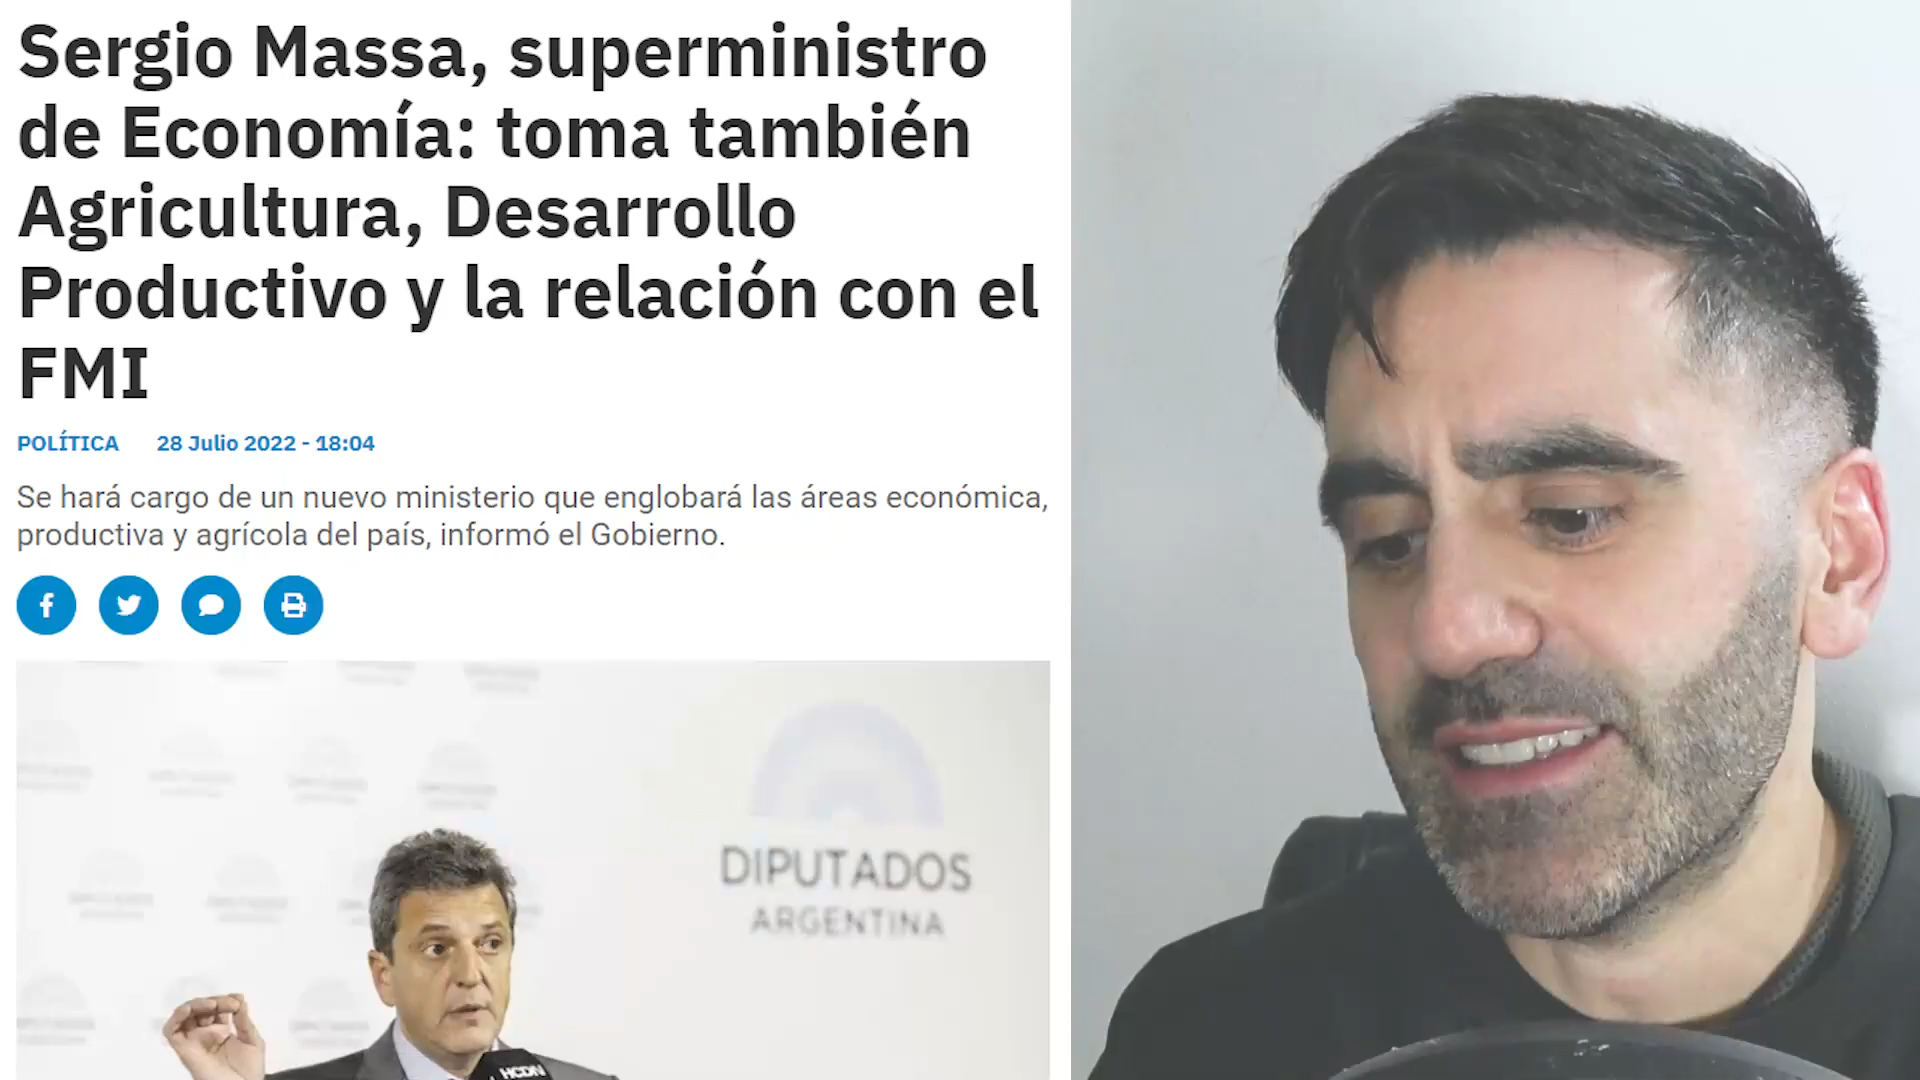 Sergio Massa, superministro
de Economía: toma también
Agricultura, Desarrollo
Productivo y la relación con el
FMI
POLÍTICA 28 Julio 2022 - 18:04
Se hará cargo de un nuevo ministerio que englobará las áreas económica,
productiva y agrícola del país, informó el Gobierno.
DIPUTADOS
ARGENTINA
HCDN